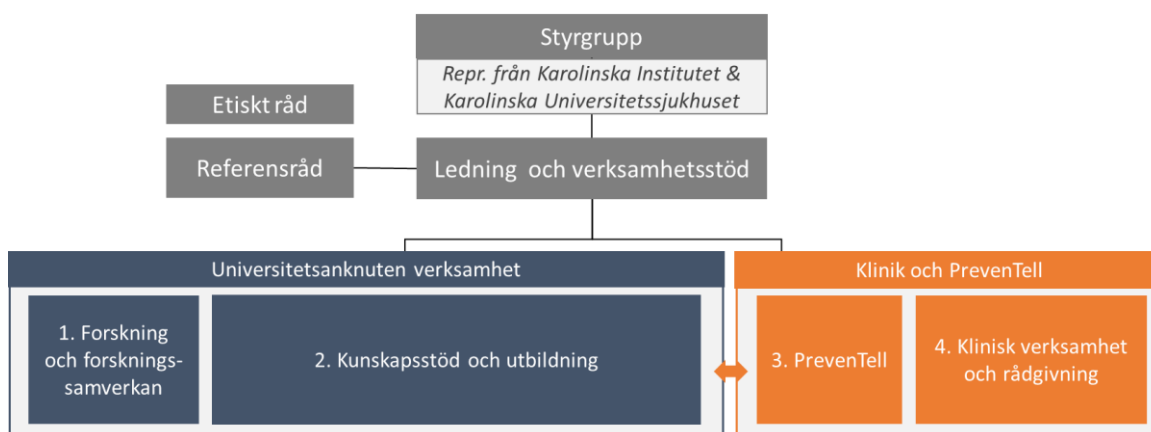 Styrgrupp
Repr. från Karolinska Institutet &
Karolinska Universitetssjukhuset
Etiskt råd
Referensråd
Ledning och verksamhetsstöd
Universitetsanknuten verksamhet
Klinik och PrevenTell
1. Forskning
och forsknings-
samverkan
2. Kunskapsstöd och utbildning
3. PrevenTell
4. Klinisk verksamhet
och rådgivning